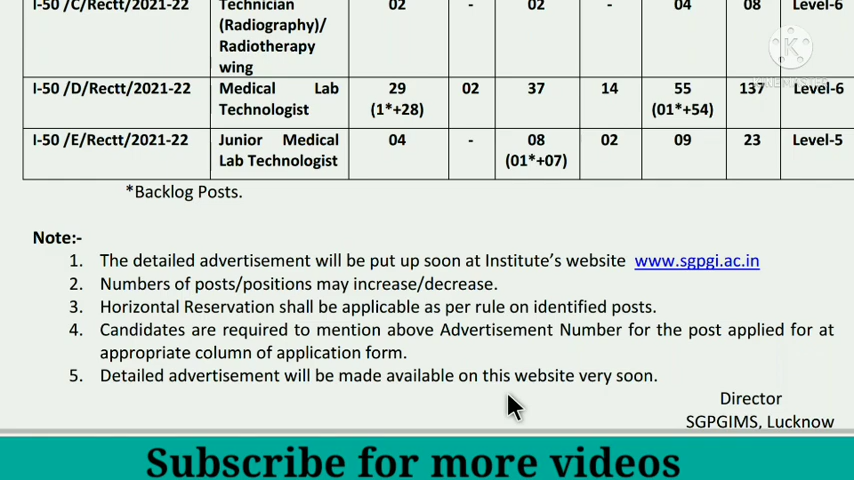 I-50 /C/Rectt/2021-22 Technician 02 - 02 - 04 08 Level-6
(Radiography)/
Radiotherapy
wing
I-50 /D/Rectt/2021-22 Medical Lab 29 02 37 14 55 137 Level-6
Technologist (1*+28) (01*+54)
I-50 /E/Rectt/2021-22 Junior Medical 04 - 08 02 09 23 Level-5
Lab Technologist (01*+07)
*Backlog Posts.
Note:-
1. The detailed advertisement will be put up soon at Institute's website www.sgpgi.ac.in
2. Numbers of posts/positions may increase/decrease.
3. Horizontal Reservation shall be applicable as per rule on identified posts.
4. Candidates are required to mention above Advertisement Number for the post applied for at
appropriate column of application form.
5. Detailed advertisement will be made available on this website very soon.
Director
SGPGIMS, Lucknow
Subscribe for more videos
K
KINEMASTER